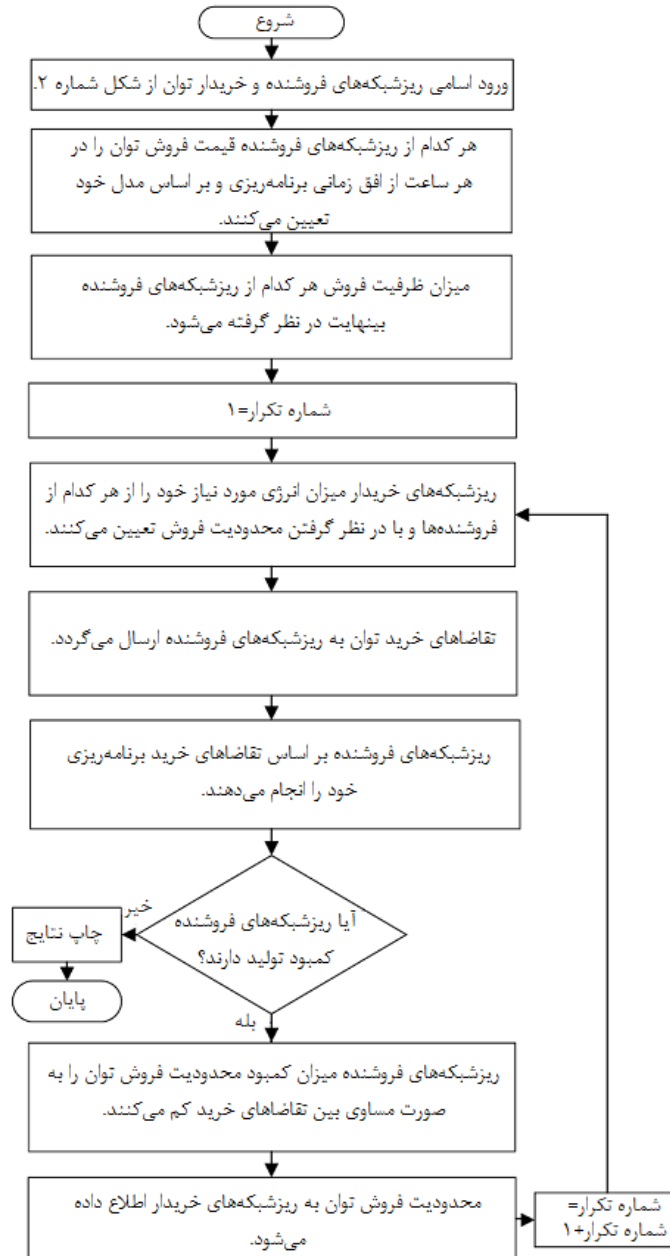 شروع
ورود اسامی ریزشبکه‌های فروشنده و خریدار توان از شکل شماره ۲.
هر کدام از ریزشبکه‌های فروشنده قیمت فروش توان را در
هر ساعت از افق زمانی برنامه‌ریزی و بر اساس مدل خود
تعیین می‌کنند.
میزان ظرفیت فروش هر کدام از ریزشبکه‌های فروشنده
بینهایت در نظر گرفته می‌شود.
شماره تکرار=۱
ریزشبکه‌های خریدار میزان انرژی مورد نیاز خود را از هر کدام از
فروشنده‌ها و با در نظر گرفتن محدودیت فروش تعیین می‌کنند.
تقاضاهای خرید توان به ریزشبکه‌های فروشنده ارسال می‌گردد.
ریزشبکه‌های فروشنده بر اساس تقاضاهای خرید برنامه‌ریزی
خود را انجام می‌دهند.
آیا ریزشبکه‌های فروشنده
کمبود تولید دارند؟
خیر
چاپ نتایج
پایان
بله
ریزشبکه‌های فروشنده میزان کمبود محدودیت فروش توان را به
صورت مساوی بین تقاضاهای خرید کم می‌کنند.
محدودیت فروش توان به ریزشبکه‌های خریدار اطلاع داده
می‌شود.
شماره تکرار=
شماره تکرار+۱